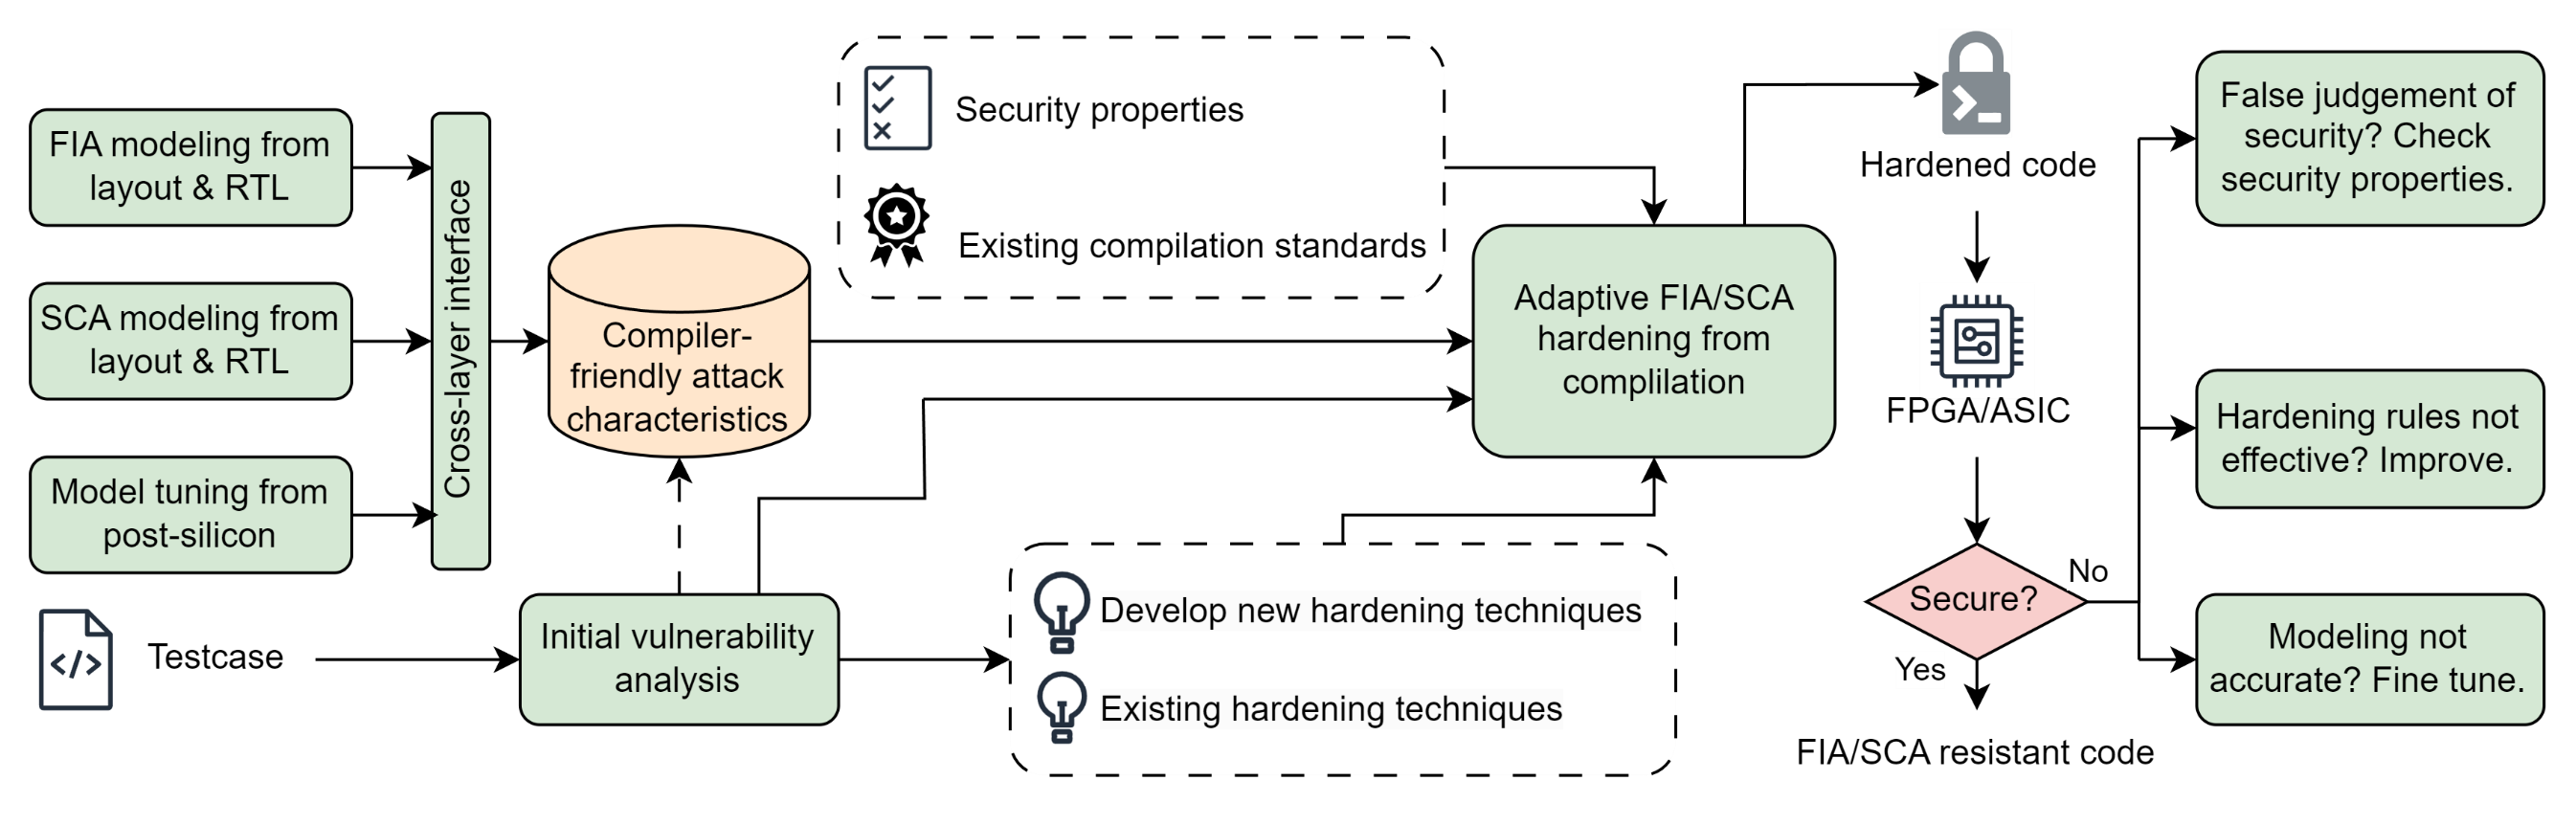 FIA modeling from
layout & RTL
SCA modeling from
layout & RTL
Model tuning from
post-silicon
Cross-layer interface
Testcase
Compiler-
friendly attack
characteristics
Initial vulnerability
analysis
Security properties
Existing compilation standards
Develop new hardening techniques
Existing hardening techniques
Adaptive FIA/SCA
hardening from
complilation
Hardened code
FPGA/ASIC
Secure?
No
Yes
FIA/SCA resistant code
False judgement of
security? Check
security properties.
Hardening rules not
effective? Improve.
Modeling not
accurate? Fine tune.